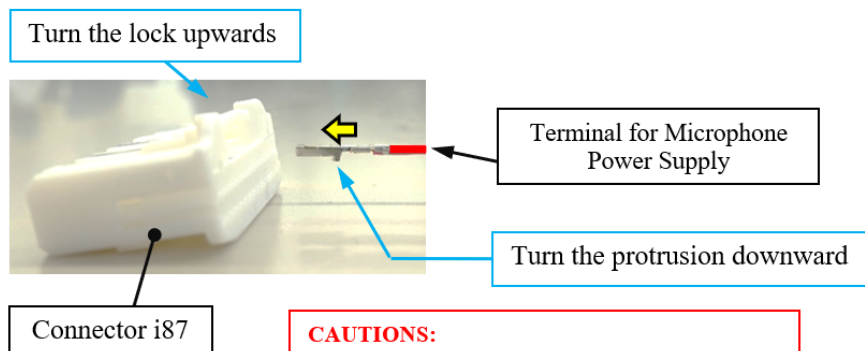 Turn the lock upwards
Terminal for Microphone
Power Supply
Turn the protrusion downward
Connector i87
CAUTIONS: